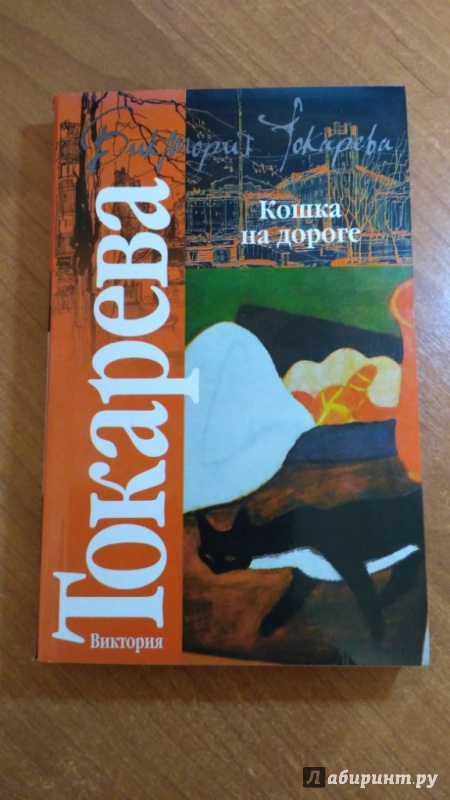 Виктория Токарева
Кошка
на дороге
Токарева
Виктория
Лабиринт.ру